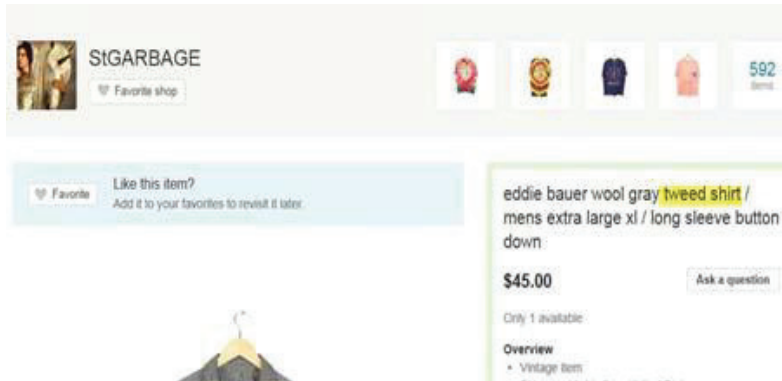 StGARBAGE
Favorite shop
592
items
Favorite
Like this item?
Add it to your favorites to revisit it later.
eddie bauer wool gray tweed shirt /
mens extra large xl / long sleeve button
down
$45.00
Ask a question
Only 1 available
Overview
• Vintage item